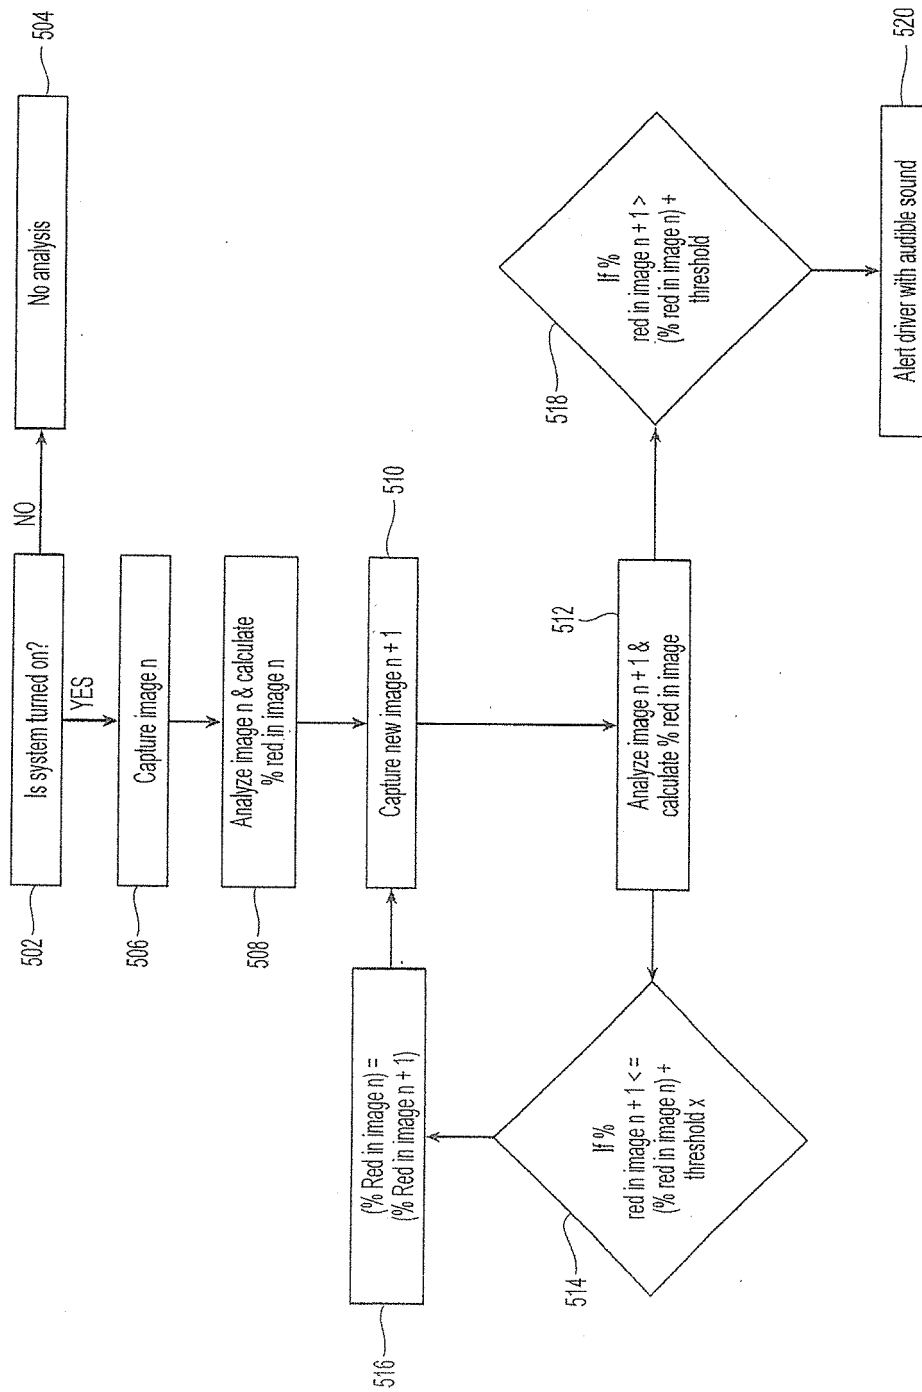 502
Is system turned on?
NO
No analysis
504
YES
506
Capture image n
508
Analyze image n & calculate
% red in image n
516
(% Red in image n) =
(% Red in image n + 1)
Capture new image n + 1
510
514
If %
red in image n + 1 <=
(% red in image n) +
threshold x
512
Analyze image n + 1 &
calculate % red in image
518
If %
red in image n + 1 >
(% red in image n) +
threshold
Alert driver with audible sound
520